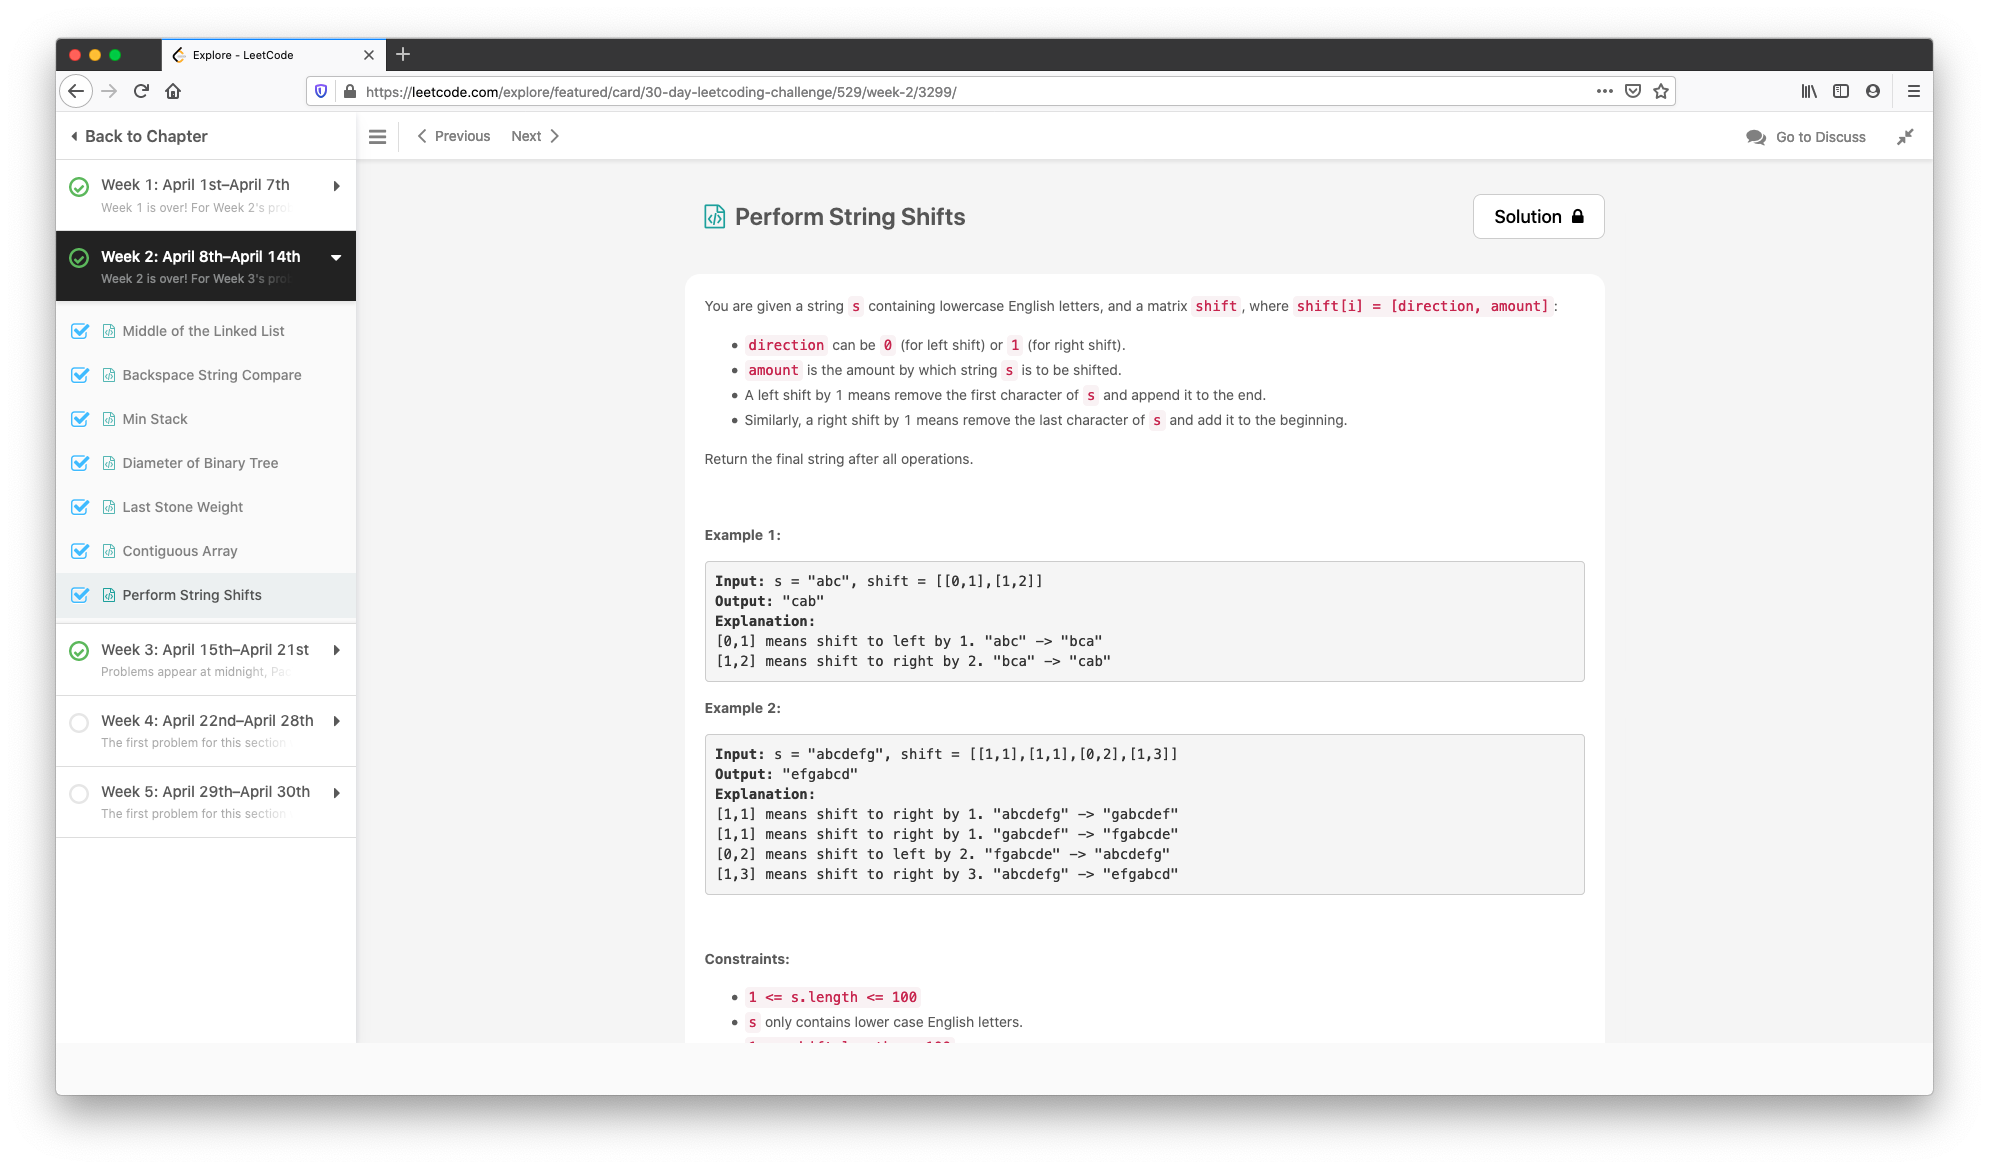 Explore - LeetCode
https://leetcode.com/explore/featured/card/30-day-leetcoding-challenge/529/week-2/3299/
Back to Chapter
Previous
Next
Go to Discuss
Week 1: April 1st–April 7th
Week 1 is over! For Week 2's
Week 2: April 8th–April 14th
Week 2 is over! For Week 3's
Middle of the Linked List
Backspace String Compare
Min Stack
Diameter of Binary Tree
Last Stone Weight
Contiguous Array
Perform String Shifts
Week 3: April 15th–April 21st
Problems appear at midnight,
Week 4: April 22nd–April 28th
The first problem for this section
Week 5: April 29th–April 30th
The first problem for this section
Perform String Shifts
Solution
You are given a string s containing lowercase English letters, and a matrix shift, where shift[i] = [direction, amount]:
• direction can be 0 (for left shift) or 1 (for right shift).
• amount is the amount by which string s is to be shifted.
• A left shift by 1 means remove the first character of s and append it to the end.
• Similarly, a right shift by 1 means remove the last character of s and add it to the beginning.
Return the final string after all operations.
Example 1:
Input: s = "abc", shift = [[0,1],[1,2]]
Output: "cab"
Explanation:
[0,1] means shift to left by 1. "abc" -> "bca"
[1,2] means shift to right by 2. "bca" -> "cab"
Example 2:
Input: s = "abcdefg", shift = [[1,1],[1,1],[0,2],[1,3]]
Output: "efgabcd"
Explanation:
[1,1] means shift to right by 1. "abcdefg" -> "gabcdef"
[1,1] means shift to right by 1. "gabcdef" -> "fgabcde"
[0,2] means shift to left by 2. "fgabcde" -> "abcdefg"
[1,3] means shift to right by 3. "abcdefg" -> "efgabcd"
Constraints:
• 1 <= s.length <= 100
• s only contains lower case English letters.